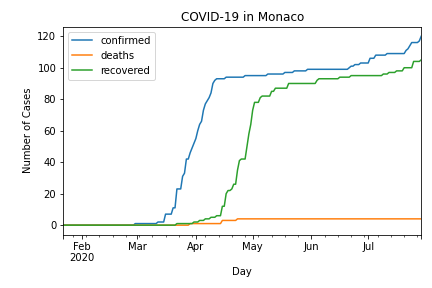 COVID-19 in Monaco
confirmed
deaths
recovered
Number of Cases
120
100
80
60
40
20
0
Feb
2020
Mar
Apr
May
Jun
Jul
Day